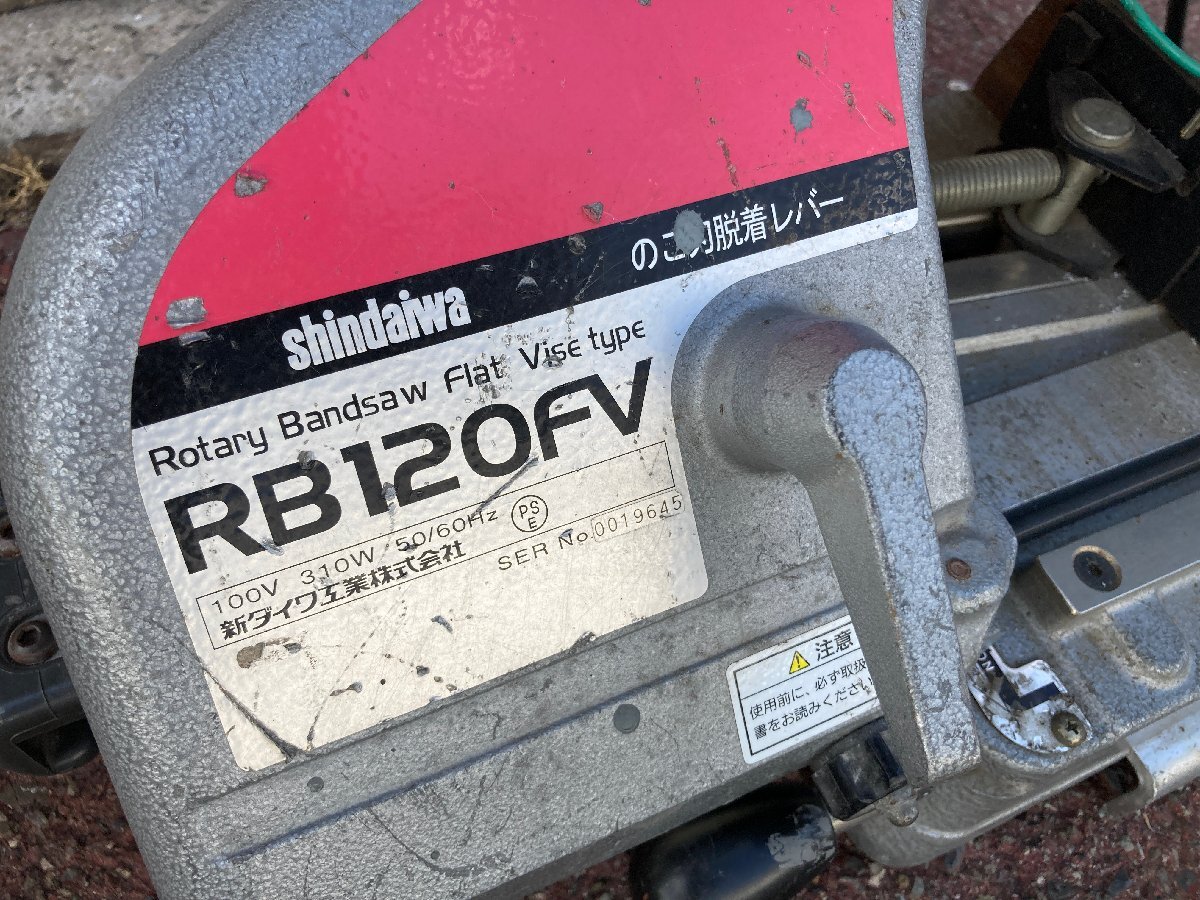 のこ刃脱着レバー
shindaiwa
Rotary Bandsaw Flat Vise type
RB120FV
100V 310W 50/60Hz
PS
E
新ダイワ工業株式会社
SER No. 0019645
注意
使用前に、必ず取扱
書をお読みくださ
ON